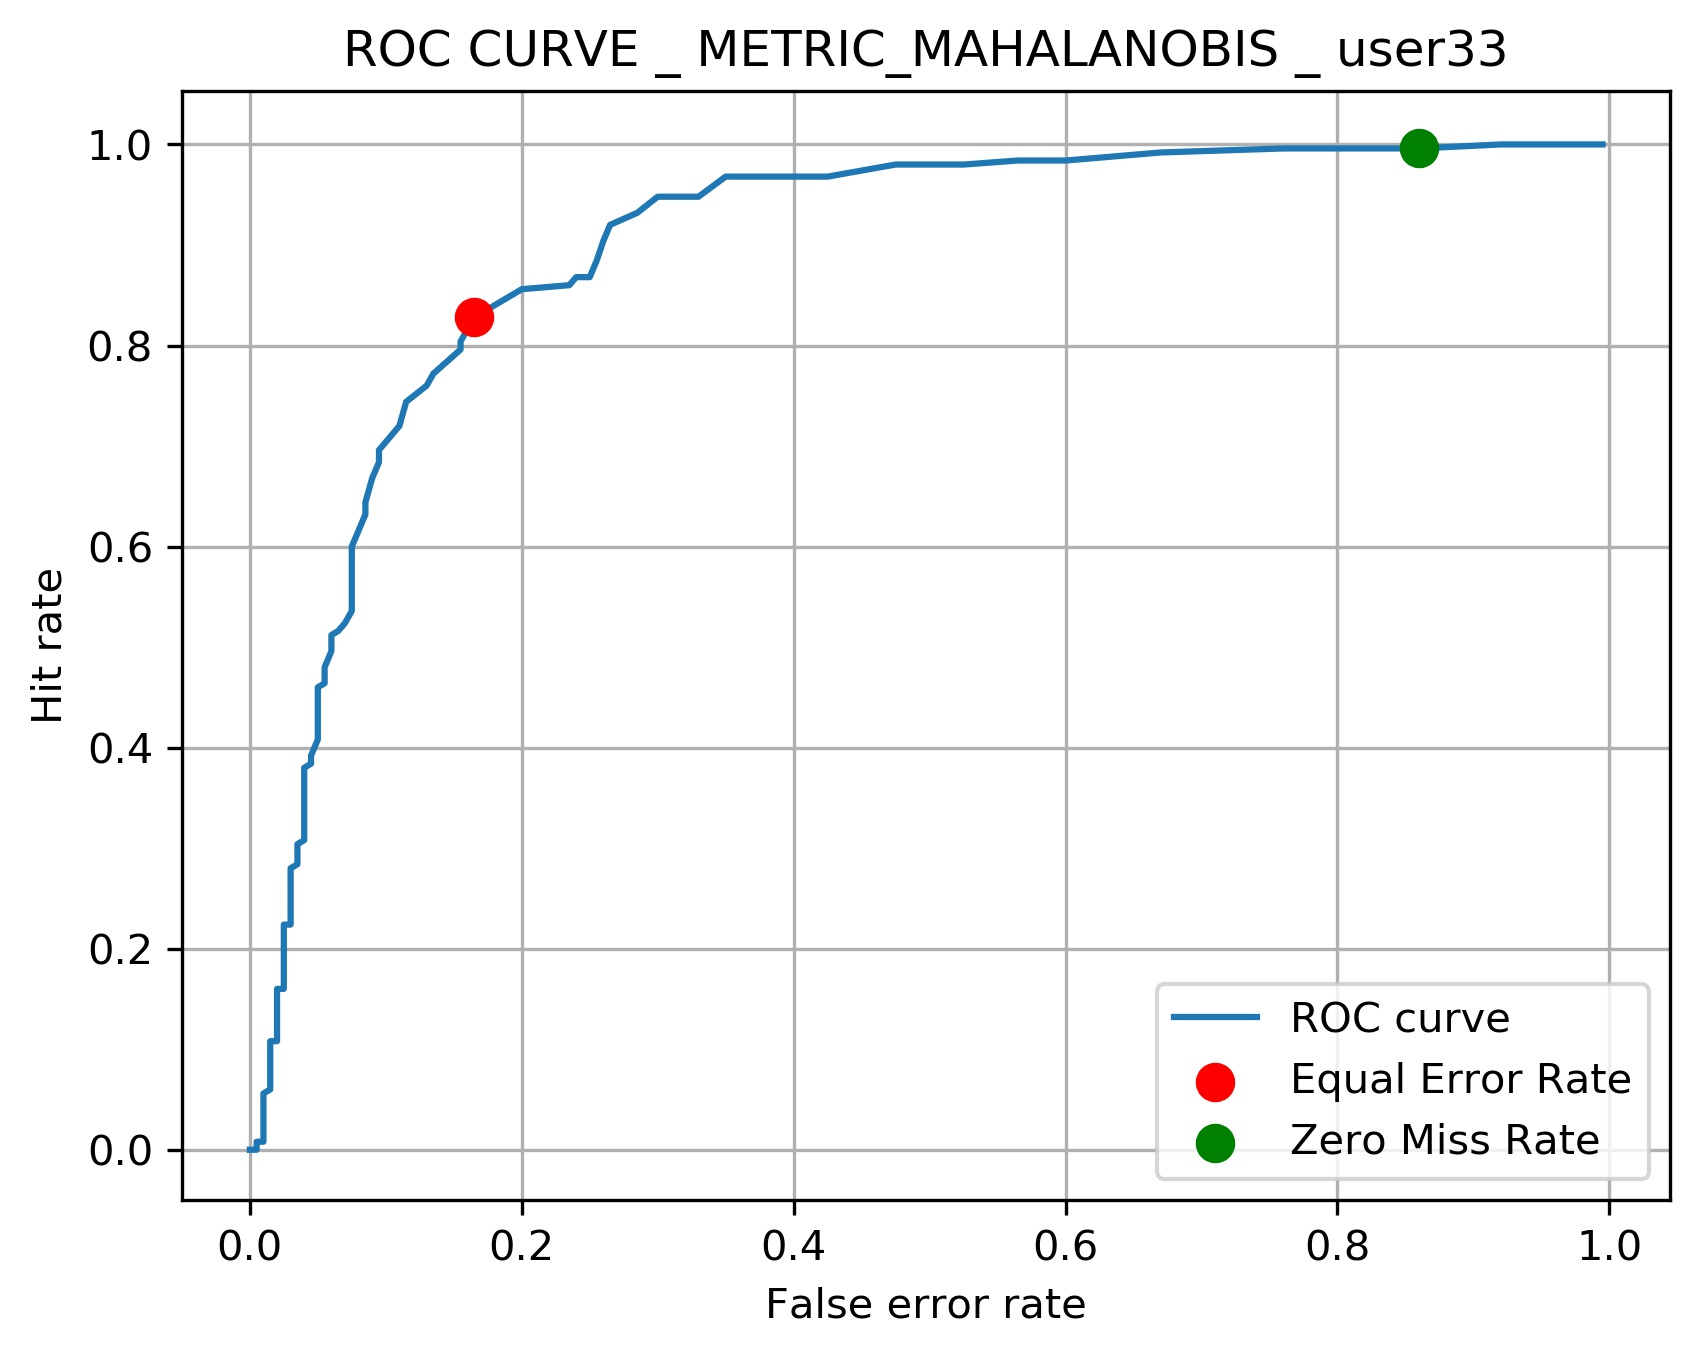 ROC CURVE _ METRIC_MAHALANOBIS _ user33
1.0
0.8
0.6
0.4
0.2
0.0
Hit rate
0.0 0.2 0.4 0.6 0.8 1.0
False error rate
ROC curve
Equal Error Rate
Zero Miss Rate